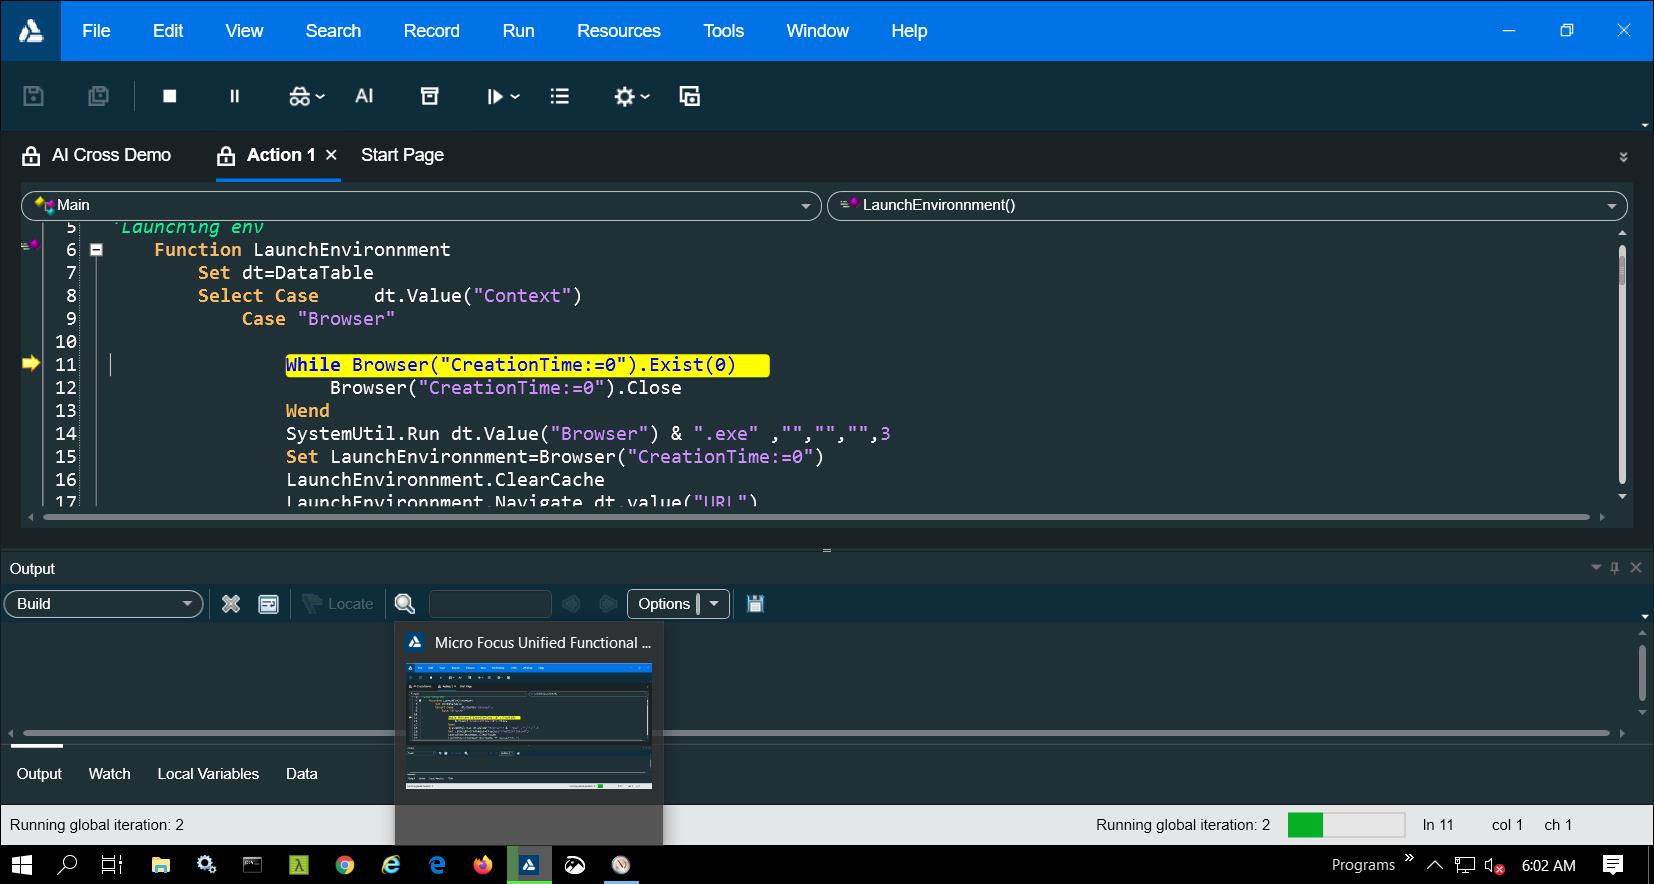 File Edit View Search Record Run Resources Tools Window Help
AI
AI Cross Demo Action 1 Start Page
Main LaunchEnvironnment()
5 'Launching env
6 Function LaunchEnvironnment
7 Set dt=DataTable
8 Select Case dt.Value("Context")
9 Case "Browser"
10
11 While Browser("CreationTime:=0").Exist(0)
12 Browser("CreationTime:=0").Close
13 Wend
14 SystemUtil.Run dt.Value("Browser") & ".exe" ,"","","",3
15 Set LaunchEnvironnment=Browser("CreationTime:=0")
16 LaunchEnvironnment.ClearCache
17 LaunchEnvironnment.Navigate dt.value("URL")
Output
Build Locate Options
Micro Focus Unified Functional ...
Output Watch Local Variables Data
Running global iteration: 2 Running global iteration: 2 ln 11 col 1 ch 1
Programs 6:02 AM